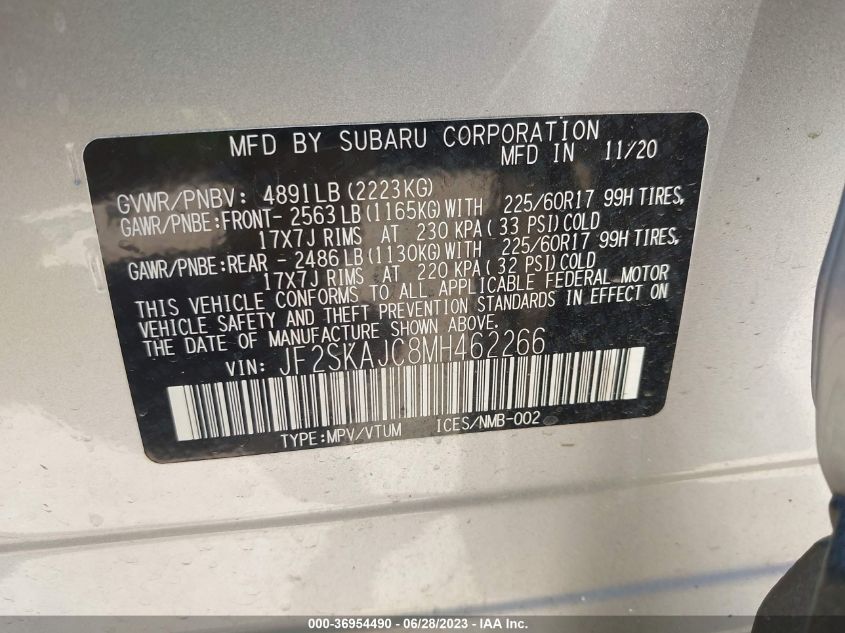 MFD BY SUBARU CORPORATION
MFD IN 11/20
GVWR/PNBV: 4891LB(2223KG)
GAWR/PNBE:FRONT- 2563LB(1165KG)WITH 225/60R17 99H TIRES,
17X7J RIMS AT 230 KPA( 33 PSI)COLD
GAWR/PNBE:REAR - 2486LB(1130KG)WITH 225/60R17 99H TIRES,
17X7J RIMS AT 220 KPA( 32 PSI)COLD
THIS VEHICLE CONFORMS TO ALL APPLICABLE FEDERAL MOTOR
VEHICLE SAFETY AND THEFT PREVENTION STANDARDS IN EFFECT ON
THE DATE OF MANUFACTURE SHOWN ABOVE.
VIN: JF2SKAJC8MH462266
TYPE:MPV/VTUM ICES/NMB-002
000-36954490 - 06/28/2023 - IAA Inc.